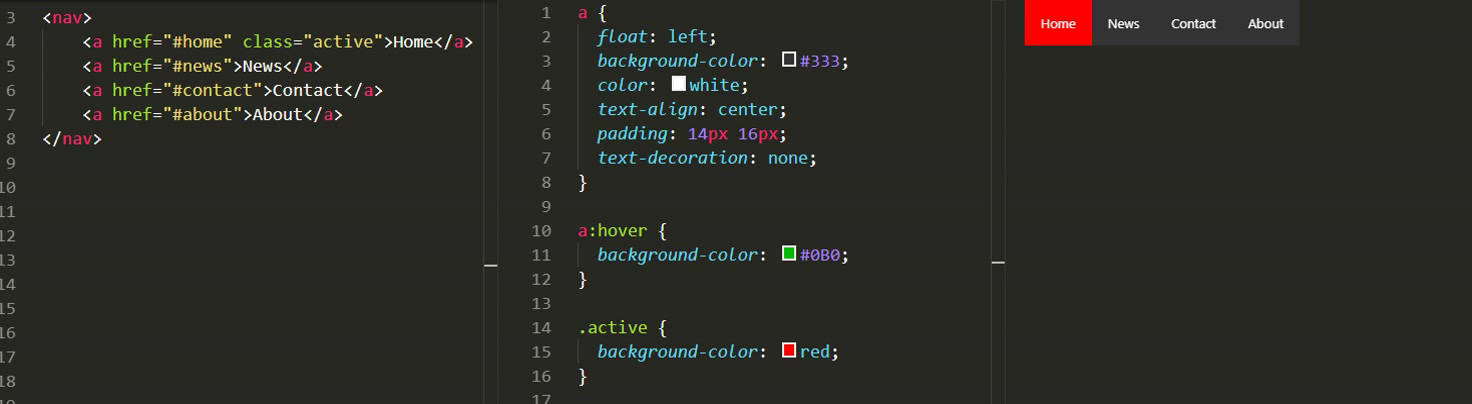 3 <nav>
4 <a href="#home" class="active">Home</a>
5 <a href="#news">News</a>
6 <a href="#contact">Contact</a>
7 <a href="#about">About</a>
8 </nav>
9
10
11
12
13
14
15
16
17
18
1 a {
2 float: left;
3 background-color: #333;
4 color: white;
5 text-align: center;
6 padding: 14px 16px;
7 text-decoration: none;
8 }
9
10 a:hover {
11 background-color: #0B0;
12 }
13
14 .active {
15 background-color: red;
16 }
17
Home News Contact About